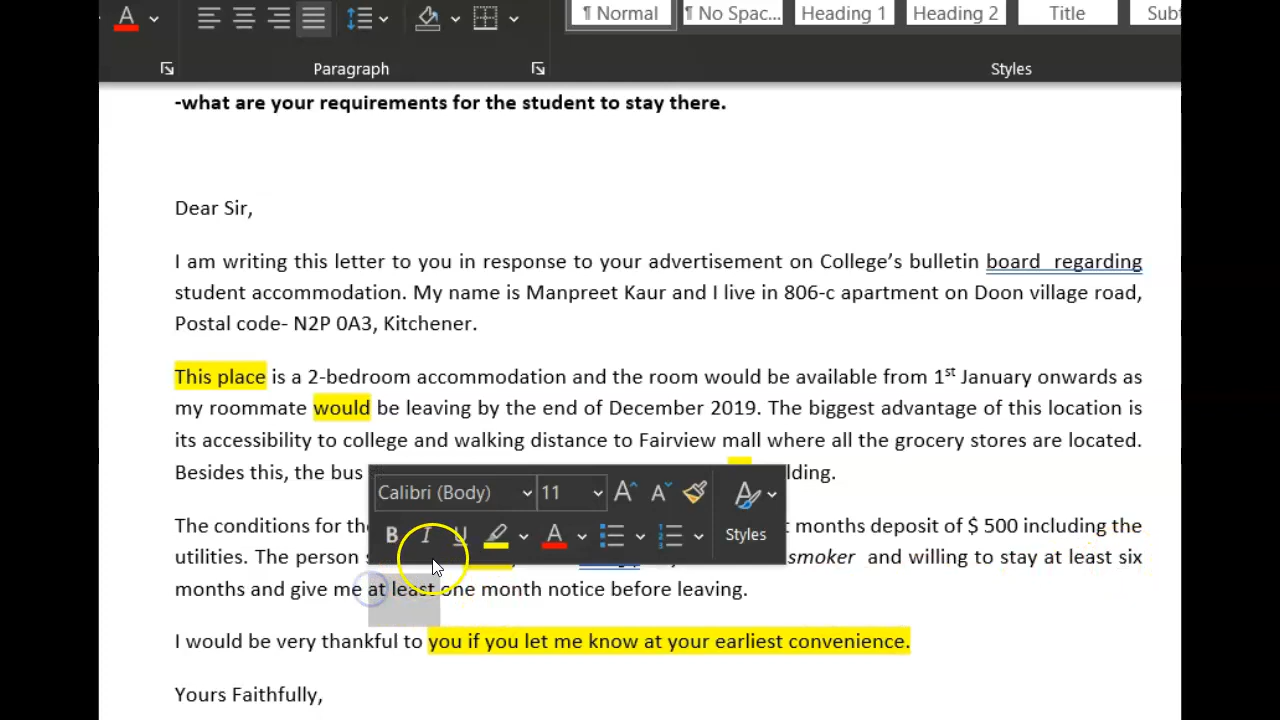 A
¶ Normal ¶ No Spac... Heading 1 Heading 2 Title Subt
Paragraph Styles
-what are your requirements for the student to stay there.
Dear Sir,
I am writing this letter to you in response to your advertisement on College’s bulletin board regarding
student accommodation. My name is Manpreet Kaur and I live in 806-c apartment on Doon village road,
Postal code- N2P 0A3, Kitchener.
This place is a 2-bedroom accommodation and the room would be available from 1st January onwards as
my roommate would be leaving by the end of December 2019. The biggest advantage of this location is
its accessibility to college and walking distance to Fairview mall where all the grocery stores are located.
Besides this, the bus lding.
Calibri (Body) 11 A A A
B I U A Styles
The conditions for the t months deposit of $ 500 including the
utilities. The person smoker and willing to stay at least six
months and give me at least one month notice before leaving.
I would be very thankful to you if you let me know at your earliest convenience.
Yours Faithfully,